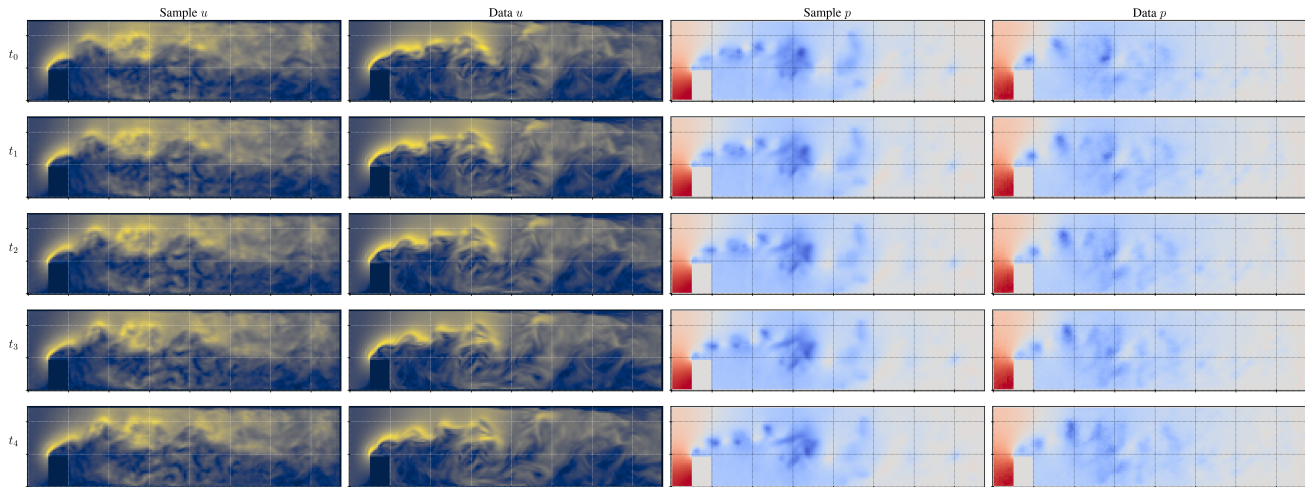 Sample u
Data u
Sample p
Data p
t₀
t₁
t₂
t₃
t₄